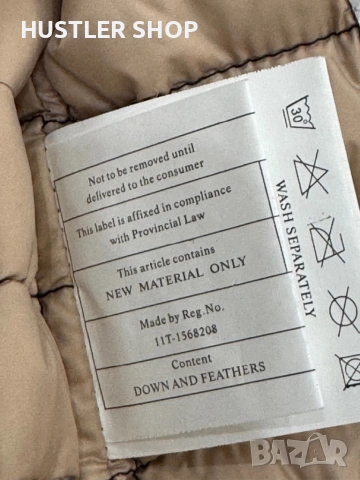 HUSTLER SHOP
Not to be removed until
delivered to the consumer
This label is affixed in compliance
with Provincial Law
This article contains
NEW MATERIAL ONLY
Made by Reg.No.
11T-1568208
Content
DOWN AND FEATHERS
30°
WASH SEPARATELY
BAZAR